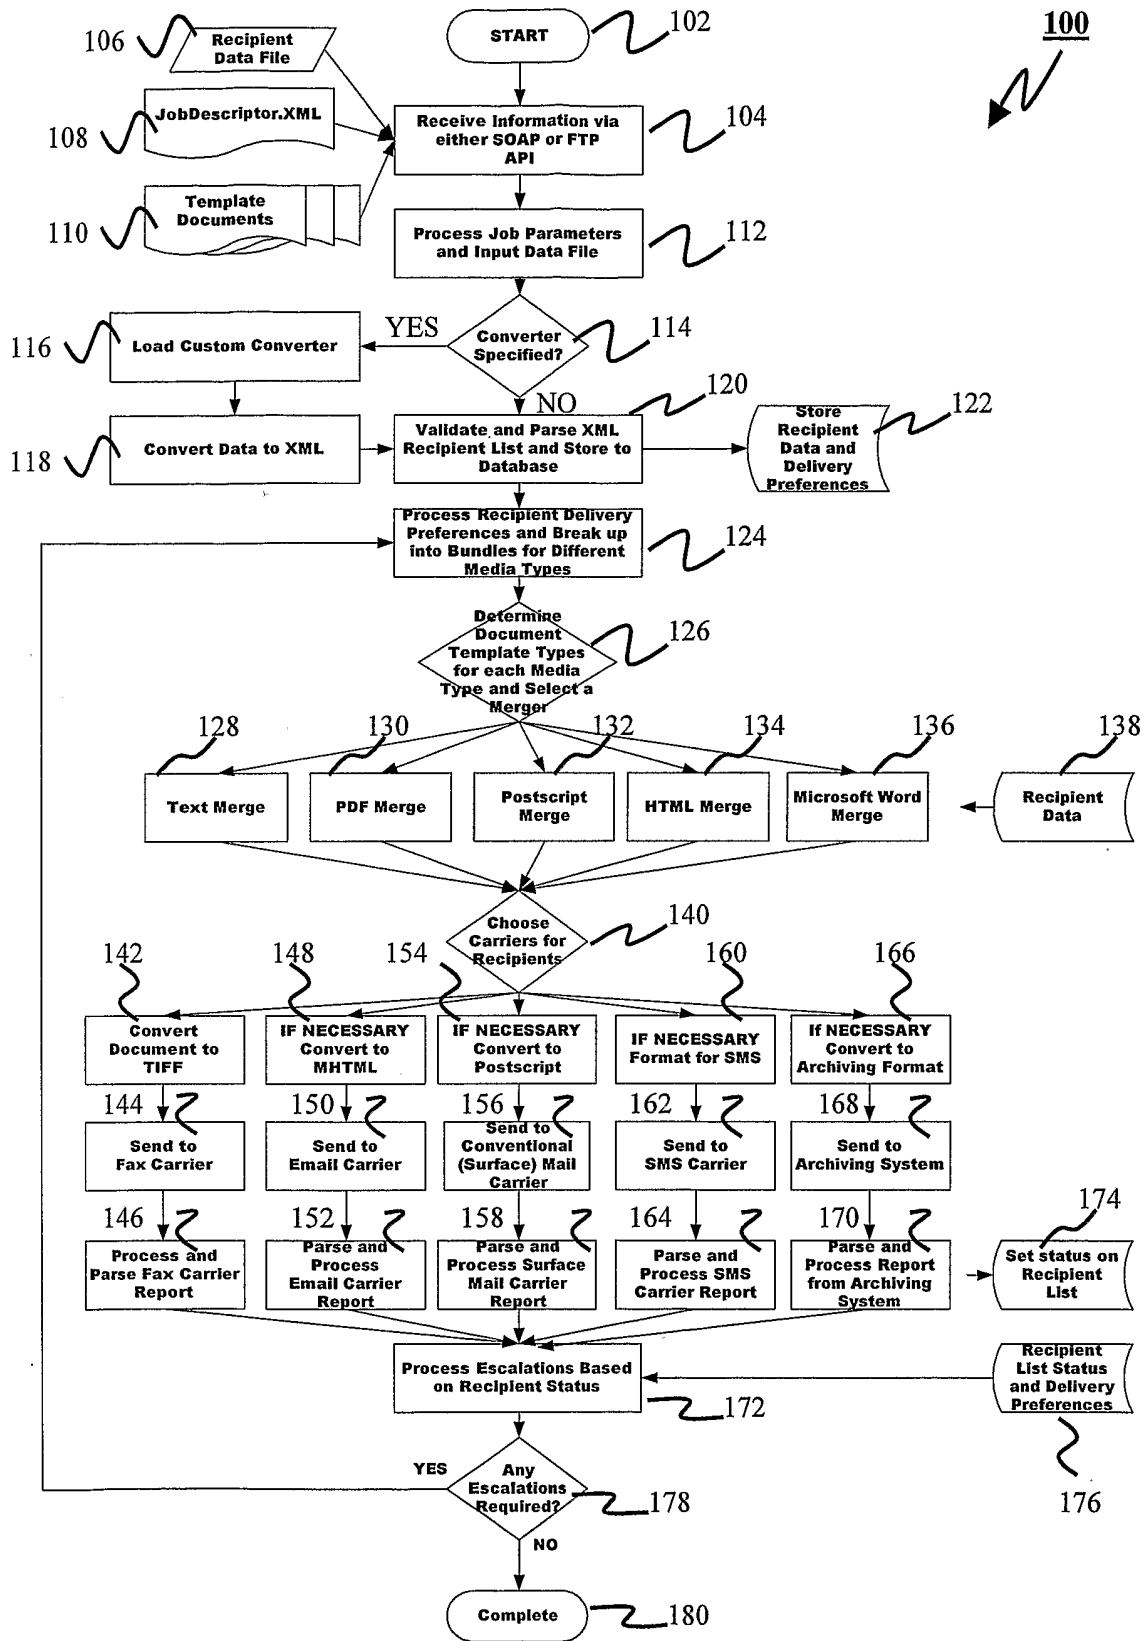 100
106
Recipient
Data File
START
102
JobDescriptor.XML
108
Receive Information via
either SOAP or FTP
API
104
Template
Documents
110
Process Job Parameters
and Input Data File
112
116
Load Custom Converter
YES
Converter
Specified?
114
NO
120
118
Convert Data to XML
Validate and Parse XML
Recipient List and Store to
Database
Store
Recipient
Data and
Delivery
Preferences
122
Process Recipient Delivery
Preferences and Break up
into Bundles for Different
Media Types
124
Determine
Document
Template Types
for each Media
Type and Select a
Merger
126
128
130
132
134
136
138
Text Merge
PDF Merge
Postscript
Merge
HTML Merge
Microsoft Word
Merge
Recipient
Data
Choose
Carriers for
Recipients
140
142
148
154
160
166
Convert
Document to
TIFF
IF NECESSARY
Convert to
MHTML
IF NECESSARY
Convert to
Postscript
IF NECESSARY
Format for SMS
If NECESSARY
Convert to
Archiving Format
144
150
156
162
168
Send to
Fax Carrier
Send to
Email Carrier
Send to
Conventional
(Surface) Mail
Carrier
Send to
SMS Carrier
Send to
Archiving System
146
152
158
164
170
174
Process and
Parse Fax Carrier
Report
Parse and
Process
Email Carrier
Report
Parse and
Process Surface
Mail Carrier
Report
Parse and
Process SMS
Carrier Report
Parse and
Process Report
from Archiving
System
Set status on
Recipient
List
Process Escalations Based
on Recipient Status
172
Recipient
List Status
and Delivery
Preferences
176
YES
Any
Escalations
Required?
178
NO
Complete
180